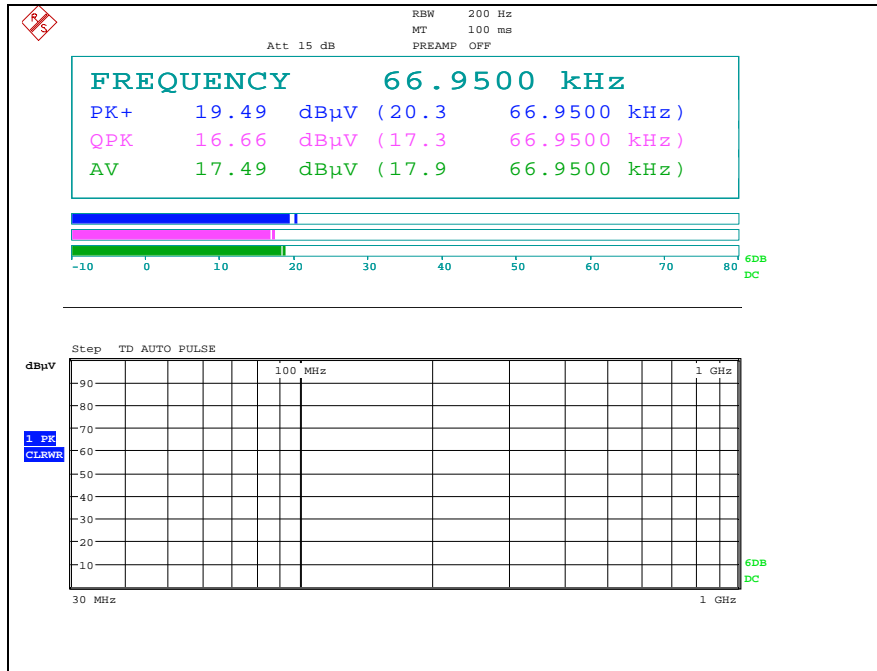 R S
RBW 200 Hz
MT 100 ms
Att 15 dB PREAMP OFF
FREQUENCY 66.9500 kHz
PK+ 19.49 dBµV (20.3 66.9500 kHz)
QPK 16.66 dBµV (17.3 66.9500 kHz)
AV 17.49 dBµV (17.9 66.9500 kHz)
-10 0 10 20 30 40 50 60 70 80
6DB
DC
Step TD AUTO PULSE
dBµV
100 MHz 1 GHz
90
80
70
1 PK
CLRWR
60
50
40
30
20
10
6DB
DC
30 MHz 1 GHz